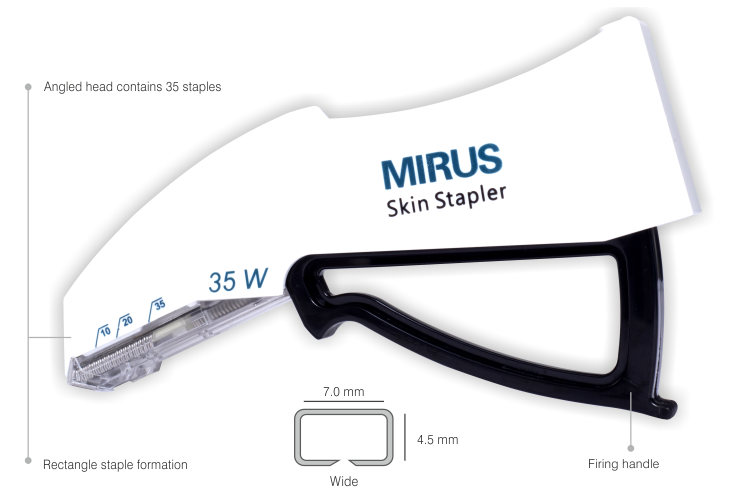 Angled head contains 35 staples
MIRUS
Skin Stapler
35 W
10
20
35
7.0 mm
4.5 mm
Wide
Rectangle staple formation
Firing handle